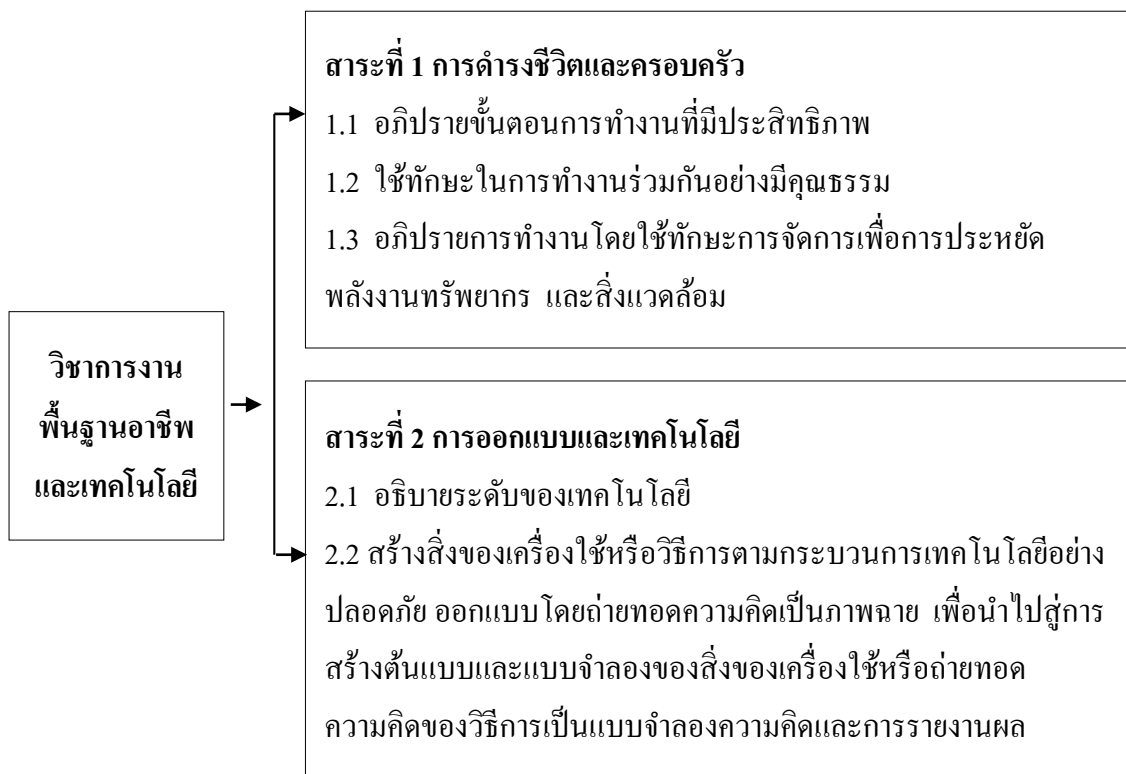 สาระที่ 1 การดำรงชีวิตและครอบครัว
1.1 อภิปรายขั้นตอนการทำงานที่มีประสิทธิภาพ
1.2 ใช้ทักษะในการทำงานร่วมกันอย่างมีคุณธรรม
1.3 อภิปรายการทำงานโดยใช้ทักษะการจัดการเพื่อการประหยัด
พลังงานทรัพยากร และสิ่งแวดล้อม
วิชาการงาน
พื้นฐานอาชีพ
และเทคโนโลยี
สาระที่ 2 การออกแบบและเทคโนโลยี
2.1 อธิบายระดับของเทคโนโลยี
2.2 สร้างสิ่งของเครื่องใช้หรือวิธีการตามกระบวนการเทคโนโลยีอย่าง
ปลอดภัย ออกแบบโดยถ่ายทอดความคิดเป็นภาพฉาย เพื่อนำไปสู่การ
สร้างต้นแบบและแบบจำลองของสิ่งของเครื่องใช้หรือถ่ายทอด
ความคิดของวิธีการเป็นแบบจำลองความคิดและการรายงานผล